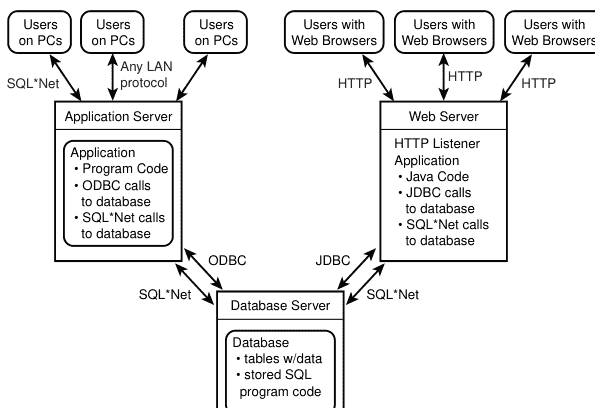 Users
on PCs
Users
on PCs
Users
on PCs
Users with
Web Browsers
Users with
Web Browsers
Users with
Web Browsers
SQL*Net
Any LAN
protocol
HTTP
HTTP
HTTP
Application Server
Application
• Program Code
• ODBC calls
to database
• SQL*Net calls
to database
Web Server
HTTP Listener
Application
• Java Code
• JDBC calls
to database
• SQL*Net calls
to database
ODBC
JDBC
SQL*Net
SQL*Net
Database Server
Database
• tables w/data
• stored SQL
program code